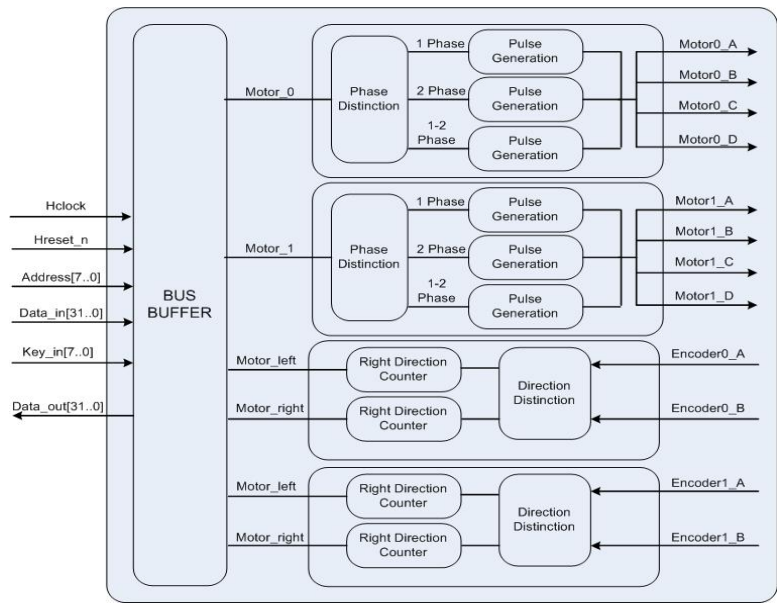 Hclock
Hreset_n
Address[7..0]
Data_in[31..0]
Key_in[7..0]
Data_out[31..0]
BUS
BUFFER
Motor_0
Phase
Distinction
1 Phase
2 Phase
1-2
Phase
Pulse
Generation
Pulse
Generation
Pulse
Generation
Motor0_A
Motor0_B
Motor0_C
Motor0_D
Motor_1
Phase
Distinction
1 Phase
2 Phase
1-2
Phase
Pulse
Generation
Pulse
Generation
Pulse
Generation
Motor1_A
Motor1_B
Motor1_C
Motor1_D
Motor_left
Motor_right
Right Direction
Counter
Right Direction
Counter
Direction
Distinction
Encoder0_A
Encoder0_B
Motor_left
Motor_right
Right Direction
Counter
Right Direction
Counter
Direction
Distinction
Encoder1_A
Encoder1_B